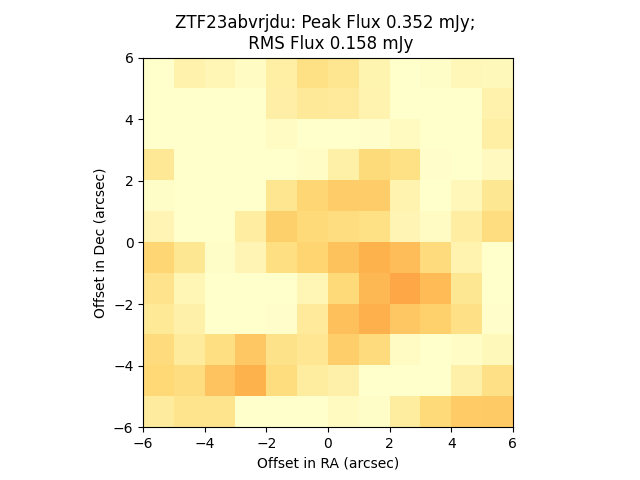 ZTF23abvrjdu: Peak Flux 0.352 mJy;
RMS Flux 0.158 mJy
6
4
2
0
−2
−4
−6
Offset in Dec (arcsec)
−6 −4 −2 0 2 4 6
Offset in RA (arcsec)